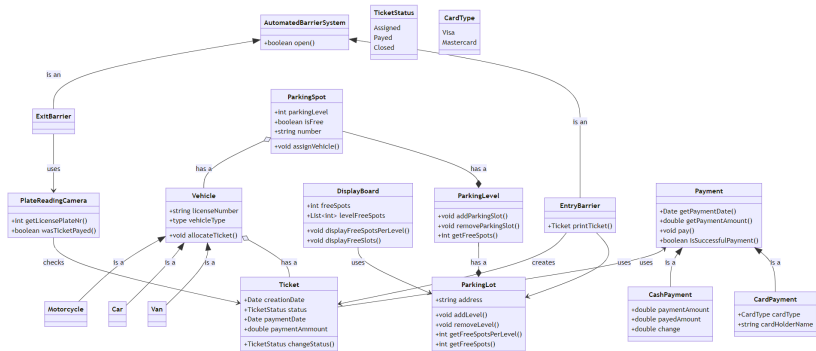 AutomatedBarrierSystem
+boolean open()
TicketStatus
Assigned
Payed
Closed
CardType
Visa
Mastercard
is an
is an
ParkingSpot
+int parkingLevel
+boolean isFree
+string number
+void assignVehicle()
ExitBarrier
uses
has a
has a
PlateReadingCamera
+int getLicensePlateNr()
+boolean wasTicketPayed()
Vehicle
+string licenseNumber
+type vehicleType
+void allocateTicket()
DisplayBoard
+int freeSpots
+List<int> levelFreeSpots
+void displayFreeSpotsPerLevel()
+void displayFreeSlots()
ParkingLevel
+void addParkingSlot()
+void removeParkingSlot()
+int getFreeSpots()
EntryBarrier
+Ticket printTicket()
Payment
+Date getPaymentDate()
+double getPaymentAmount()
+void pay()
+boolean isSuccessfulPayment()
checks
is a
is a
is a
has a
uses
has a
creates
uses
uses
is a
is a
Motorcycle
Car
Van
Ticket
+Date creationDate
+TicketStatus status
+Date paymentDate
+double paymentAmmount
+TicketStatus changeStatus()
ParkingLot
+string address
+void addLevel()
+void removeLevel()
+int getFreeSpotsPerLevel()
+int getFreeSpots()
CashPayment
+double paymentAmount
+double payedAmount
+double change
CardPayment
+CardType cardType
+string cardHolderName